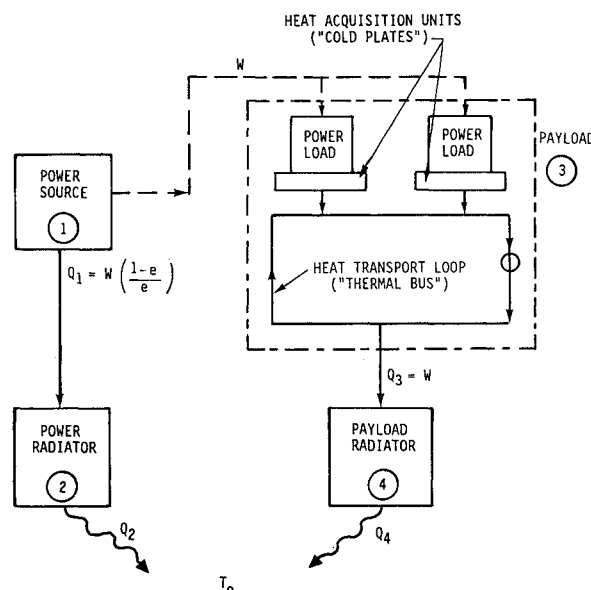 HEAT ACQUISITION UNITS
("COLD PLATES")
W
POWER
LOAD
POWER
LOAD
PAYLOAD
3
POWER
SOURCE
1
HEAT TRANSPORT LOOP
("THERMAL BUS")
Q₁ = W (1-e/e)
Q₃ = W
POWER
RADIATOR
2
PAYLOAD
RADIATOR
4
Q₂
Q₄